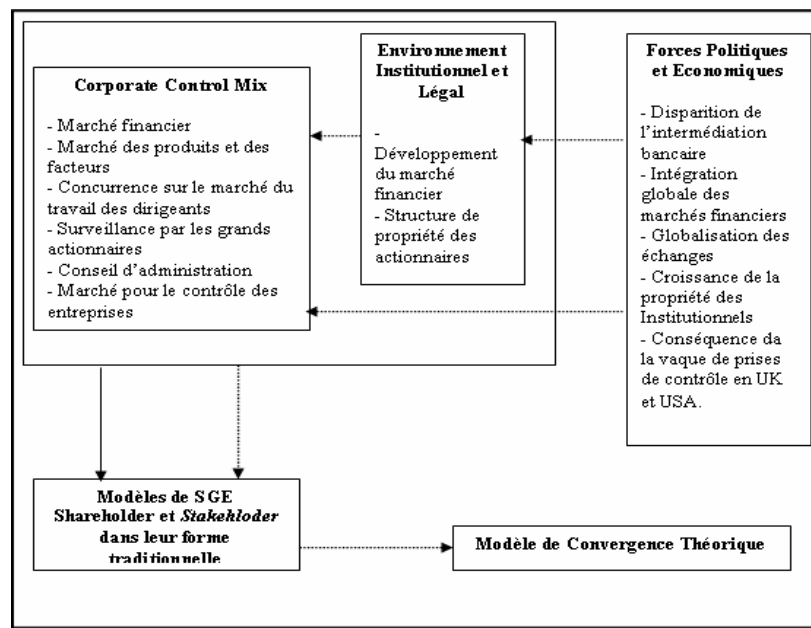 Corporate Control Mix
- Marché financier
- Marché des produits et des
facteurs
- Concurrence sur le marché du
travail des dirigeants
- Surveillance par les grands
actionnaires
- Conseil d'administration
- Marché pour le contrôle des
entreprises
Environnement
Institutionnel et
Légal
-
Développement
du marché
financier
- Structure de
propriété des
actionnaires
Forces Politiques
et Economiques
- Disparition de
l'intermédiation
bancaire
- Intégration
globale des
marchés financiers
- Globalisation des
échanges
- Croissance de la
propriété des
Institutionnels
- Conséquence da
la vaque de prises
de contrôle en UK
et USA.
Modèles de SGE
Shareholder et Stakehloder
dans leur forme
traditionnelle
Modèle de Convergence Théorique